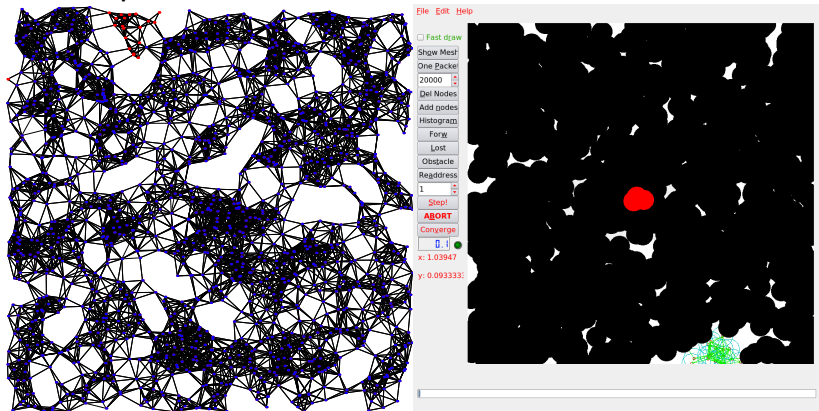 File Edit Help
Fast draw
Show Mesh
One Packet
20000
Del Nodes
Add nodes
Histogram
Forw
Lost
Obstacle
Readdress
1
Step!
ABORT
Converge
x: 1.03947
y: 0.093333